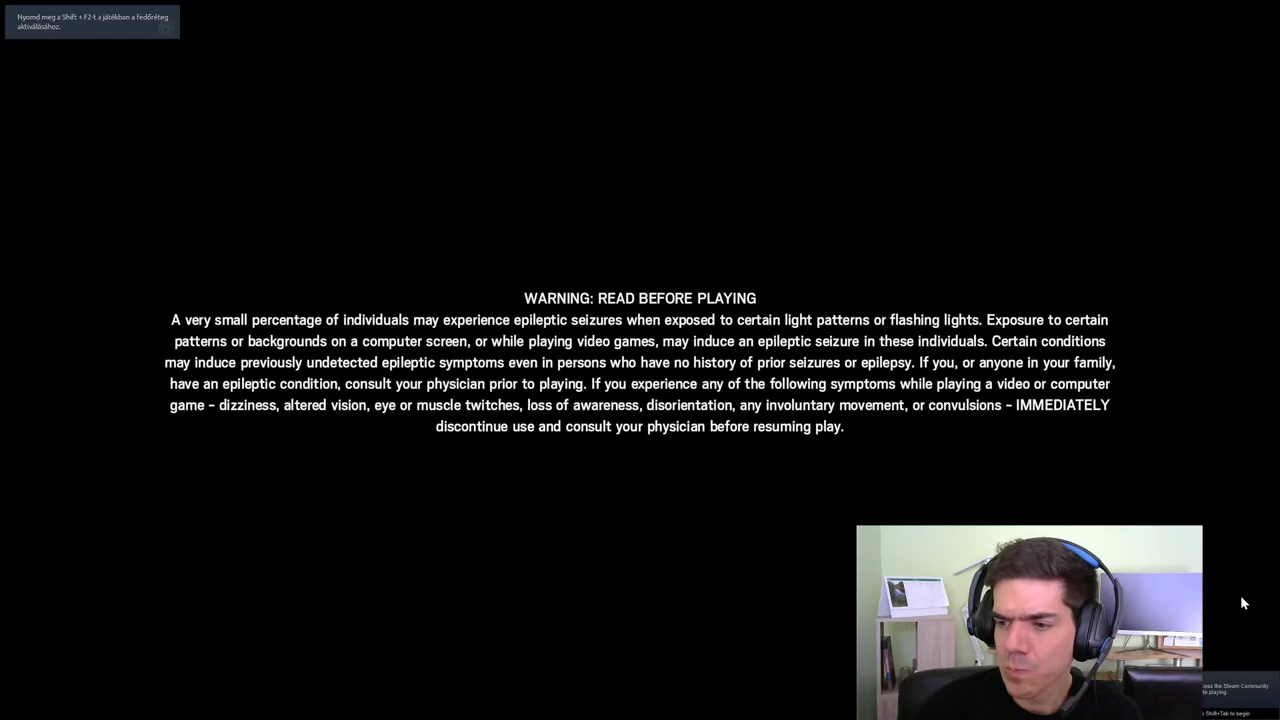 Nyomd meg a Shift + F2-t a játékban a fedőréteg
aktiválásához.
WARNING: READ BEFORE PLAYING
A very small percentage of individuals may experience epileptic seizures when exposed to certain light patterns or flashing lights. Exposure to certain
patterns or backgrounds on a computer screen, or while playing video games, may induce an epileptic seizure in these individuals. Certain conditions
may induce previously undetected epileptic symptoms even in persons who have no history of prior seizures or epilepsy. If you, or anyone in your family,
have an epileptic condition, consult your physician prior to playing. If you experience any of the following symptoms while playing a video or computer
game - dizziness, altered vision, eye or muscle twitches, loss of awareness, disorientation, any involuntary movement, or convulsions - IMMEDIATELY
discontinue use and consult your physician before resuming play.
the Steam Community
playing.
Shift+Tab to begin